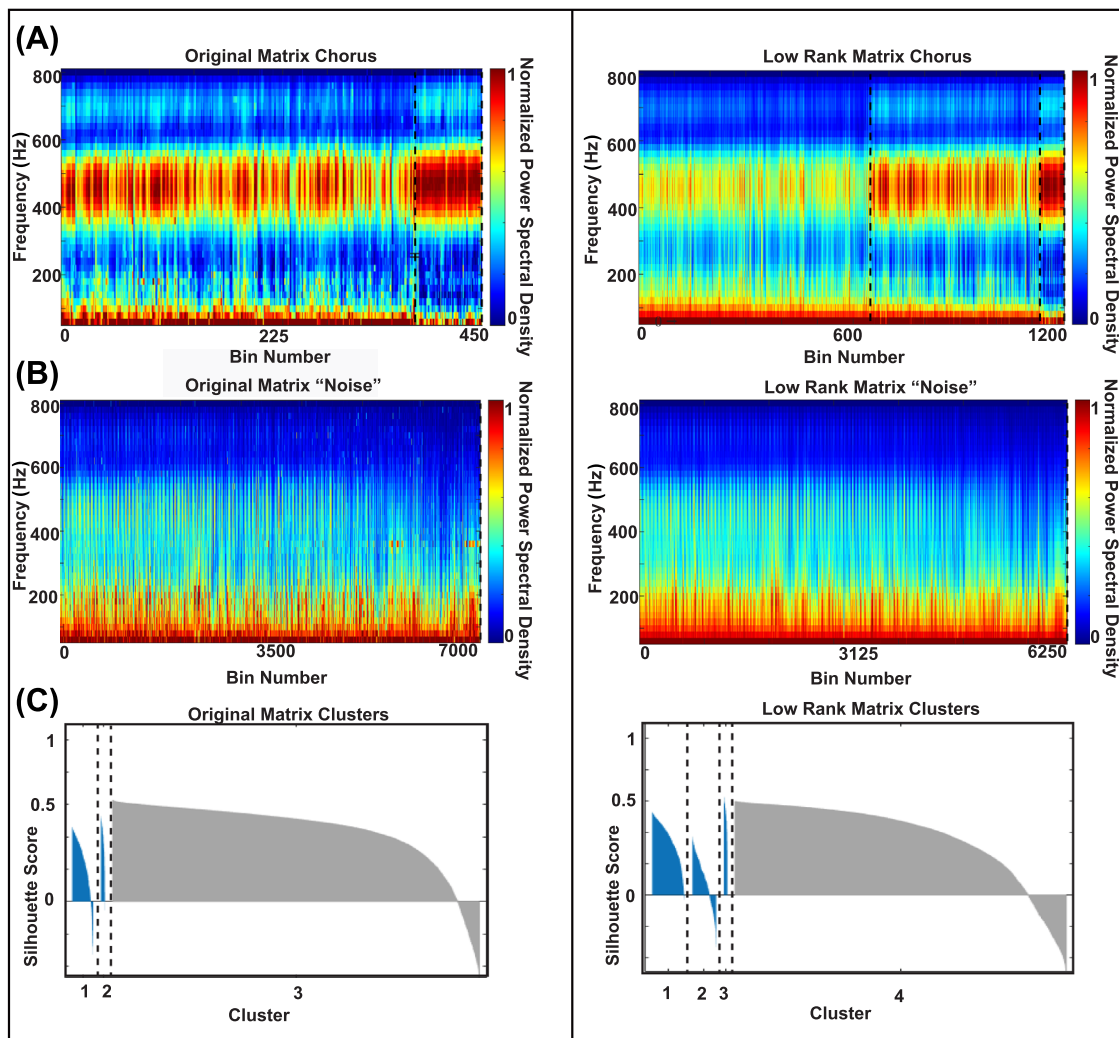 (A)
Original Matrix Chorus
800
600
400
200
Frequency (Hz)
0
225
450
Bin Number
1
0
Normalized Power Spectral Density
Low Rank Matrix Chorus
800
600
400
200
Frequency (Hz)
0
600
1200
Bin Number
1
0
Normalized Power Spectral Density
(B)
Original Matrix “Noise”
800
600
400
200
Frequency (Hz)
0
3500
7000
Bin Number
1
0
Normalized Power Spectral Density
Low Rank Matrix “Noise”
800
600
400
200
Frequency (Hz)
0
3125
6250
Bin Number
1
0
Normalized Power Spectral Density
(C)
Original Matrix Clusters
1
0.5
0
Silhouette Score
1
2
3
Cluster
Low Rank Matrix Clusters
1
0.5
0
Silhouette Score
1
2
3
4
Cluster